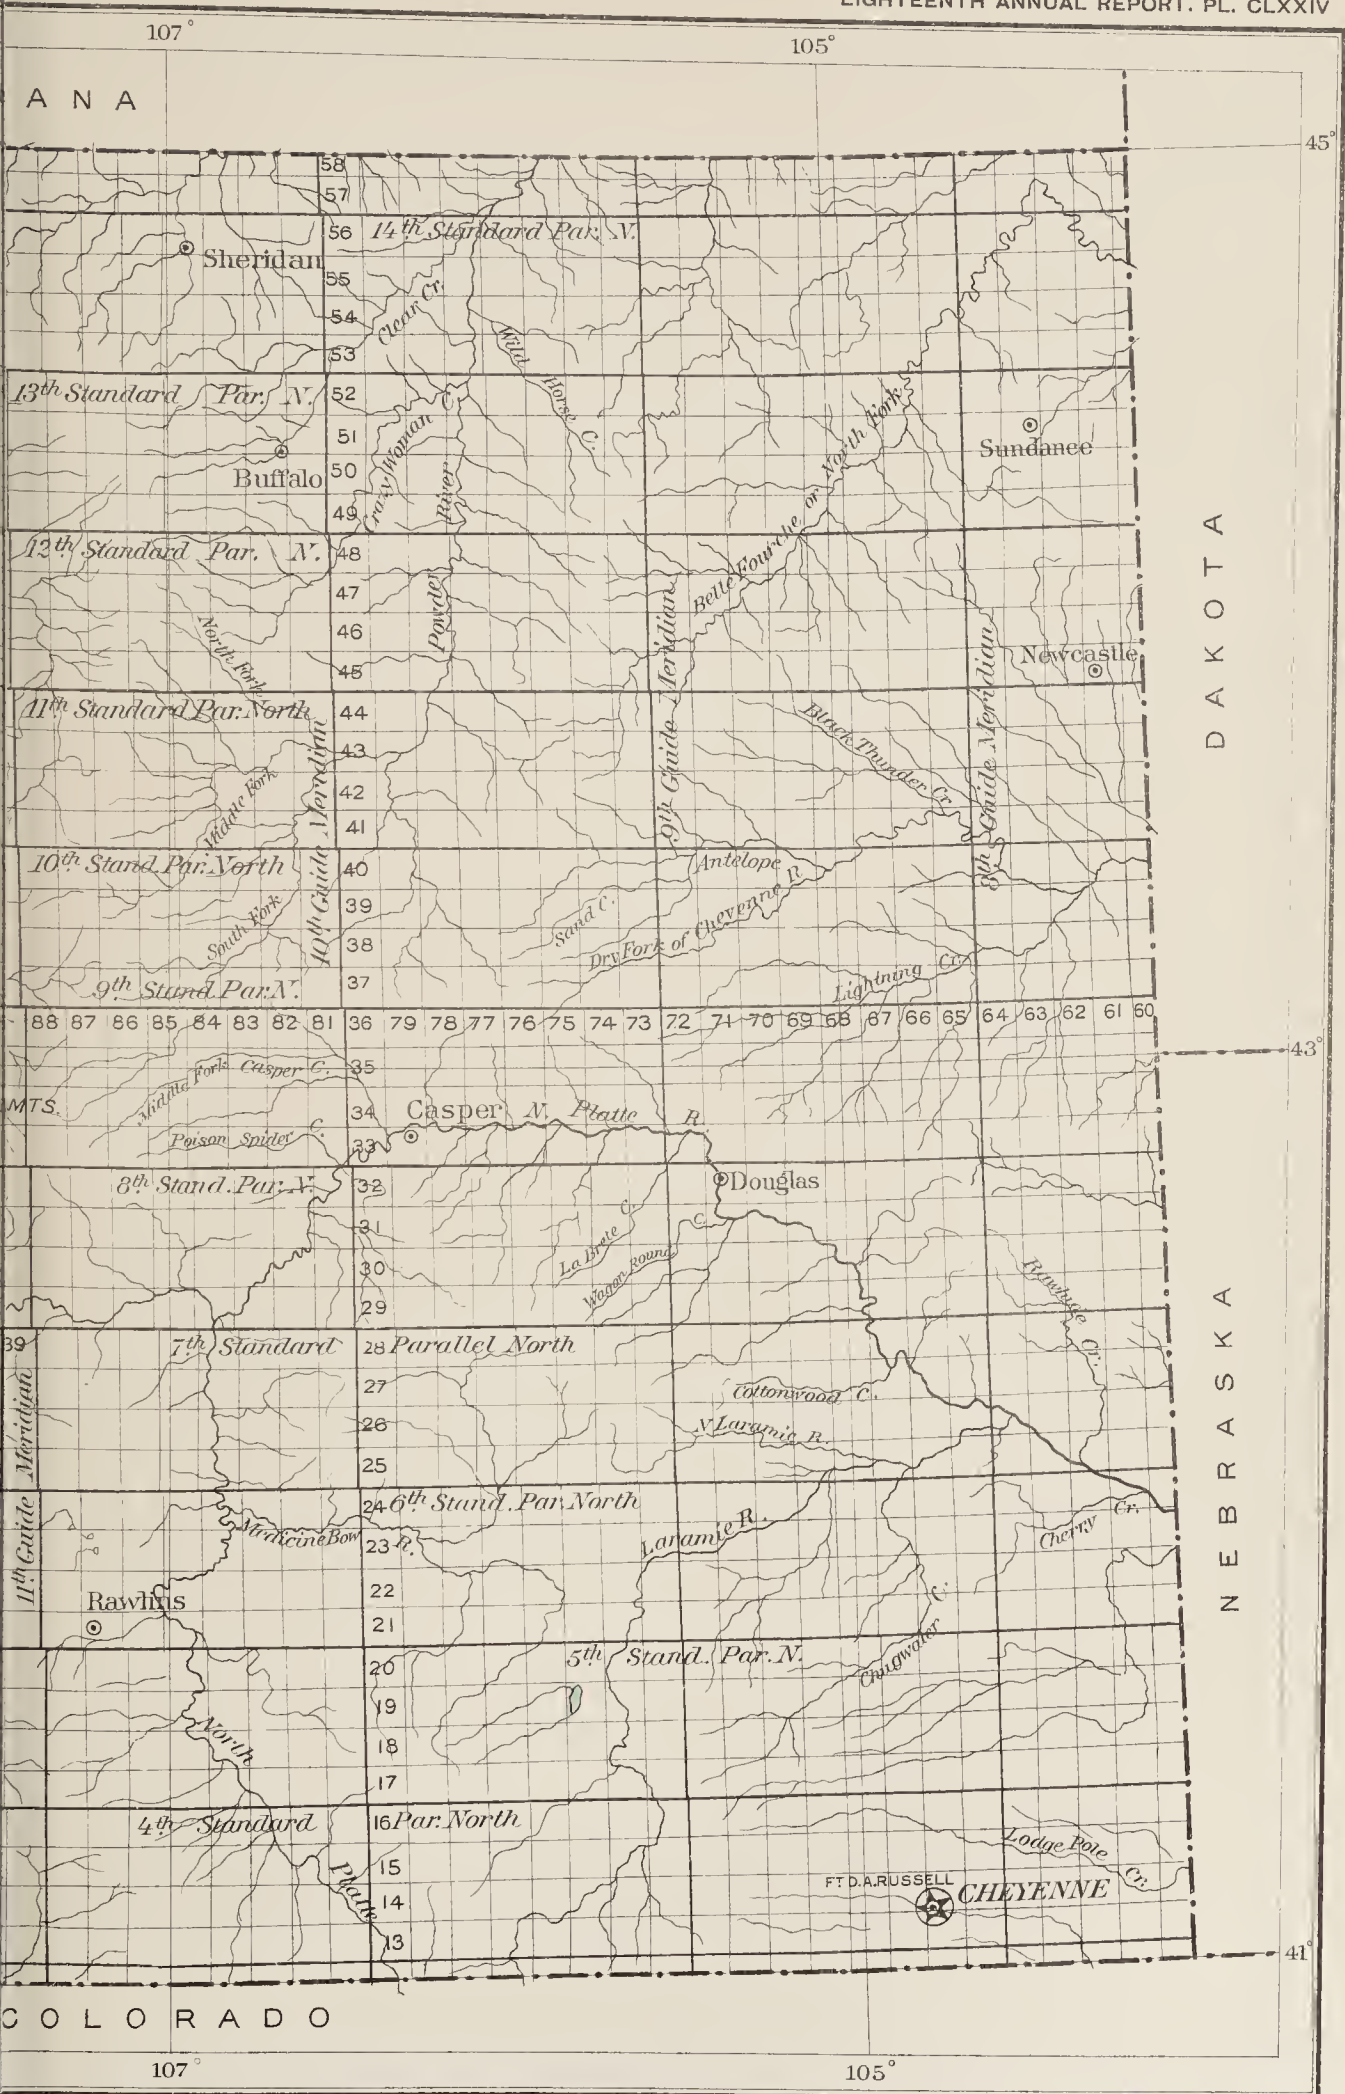 EIGHTEENTH ANNUAL REPORT. PL. CLXXIV
107° 105°
ANA
45°
58
57
56 14th Standard Par. N.
Sheridan
55
54
Clear Cr.
53
Wild Horse C.
13th Standard Par. N. 52
51
Crazy Woman C.
Sundance
Buffalo
50
49
Belle Fourche or North Fork
12th Standard Par. N. 48
47
Powder River
46
45
North Fork
9th Guide Meridian
8th Guide Meridian
Newcastle
DAKOTA
11th Standard Par. North 44
43
42
41
Middle Fork
10th Guide Meridian
Black Thunder Cr.
10th Stand. Par. North 40
Antelope
39
38
37
South Fork
Sand C.
Dry Fork of Cheyenne R
Lightning Cr.
9th Stand Par. N.
88 87 86 85 84 83 82 81 36 79 78 77 76 75 74 73 72 71 70 69 68 67 66 65 64 63 62 61 60
43°
35
Middle Fork Casper C.
MTS.
34
Casper N. Platte R.
Poison Spider C.
33
8th Stand. Par. N. 32
Douglas
31
30
29
La Brete C.
Wagon Round C.
Rawhide Cr.
NEBRASKA
39
7th Standard 28 Parallel North
27
Cottonwood C.
26
N Laramie R.
25
11th Guide Meridian
24 6th Stand. Par. North
Medicine Bow R.
23
Laramie R.
Cherry Cr.
22
Rawlins
21
5th Stand. Par. N.
Chugwater C.
20
19
18
17
North Platte
4th Standard 16 Par. North
15
14
13
Lodge Pole Cr.
FT. D.A. RUSSELL
CHEYENNE
41°
COLORADO
107° 105°